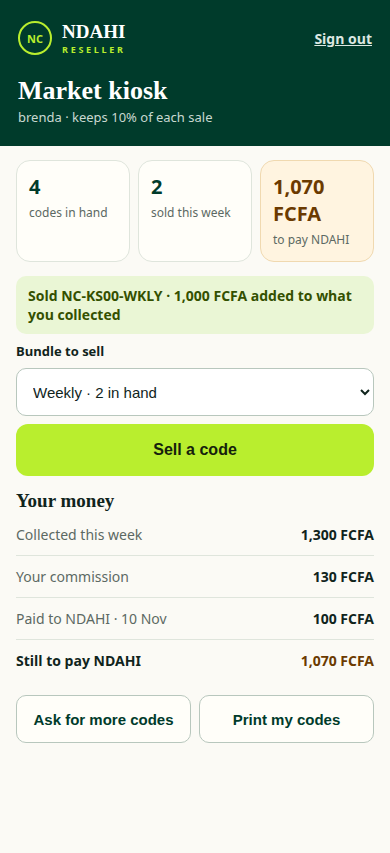 NC
NDAHI
RESELLER
Sign out
Market kiosk
brenda · keeps 10% of each sale
4
codes in hand
2
sold this week
1,070
FCFA
to pay NDAHI
Sold NC-KS00-WKLY · 1,000 FCFA added to what
you collected
Bundle to sell
Weekly · 2 in hand
Sell a code
Your money
Collected this week 1,300 FCFA
Your commission 130 FCFA
Paid to NDAHI · 10 Nov 100 FCFA
Still to pay NDAHI 1,070 FCFA
Ask for more codes
Print my codes